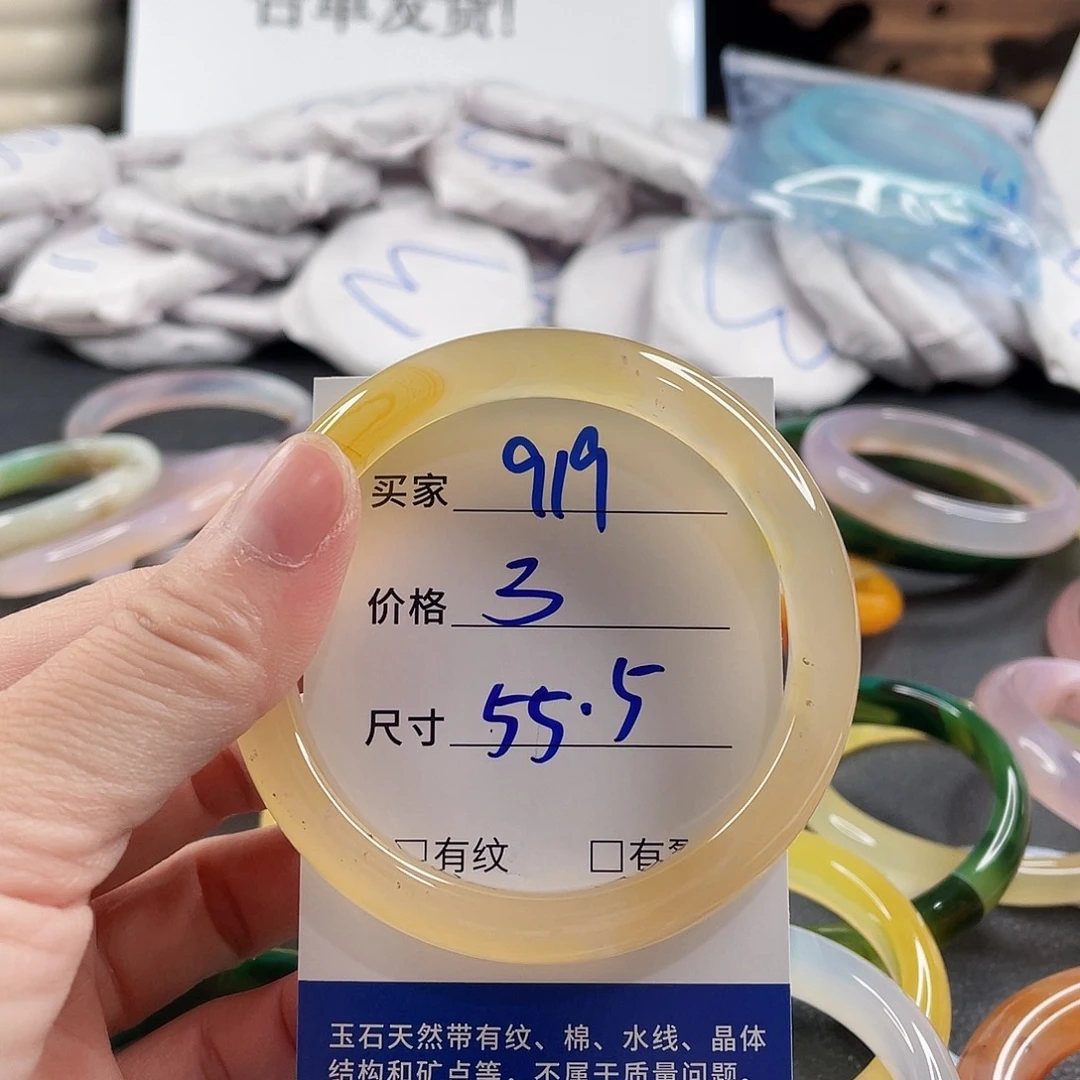 买家 919
价格 3
尺寸 55.5
□有纹 □有
玉石天然带有纹、棉、水线、晶体
结构和矿点等，不属于质量问题。